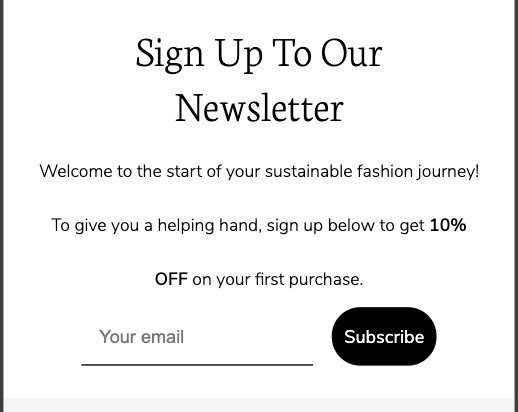 Sign Up To Our
Newsletter
Welcome to the start of your sustainable fashion journey!
To give you a helping hand, sign up below to get 10%
OFF on your first purchase.
Your email
Subscribe